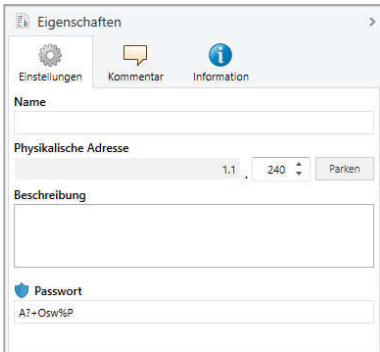 Eigenschaften
Einstellungen Kommentar Information
Name
Physikalische Adresse
1.1 . 240 Parken
Beschreibung
Passwort
A?+Osw%P